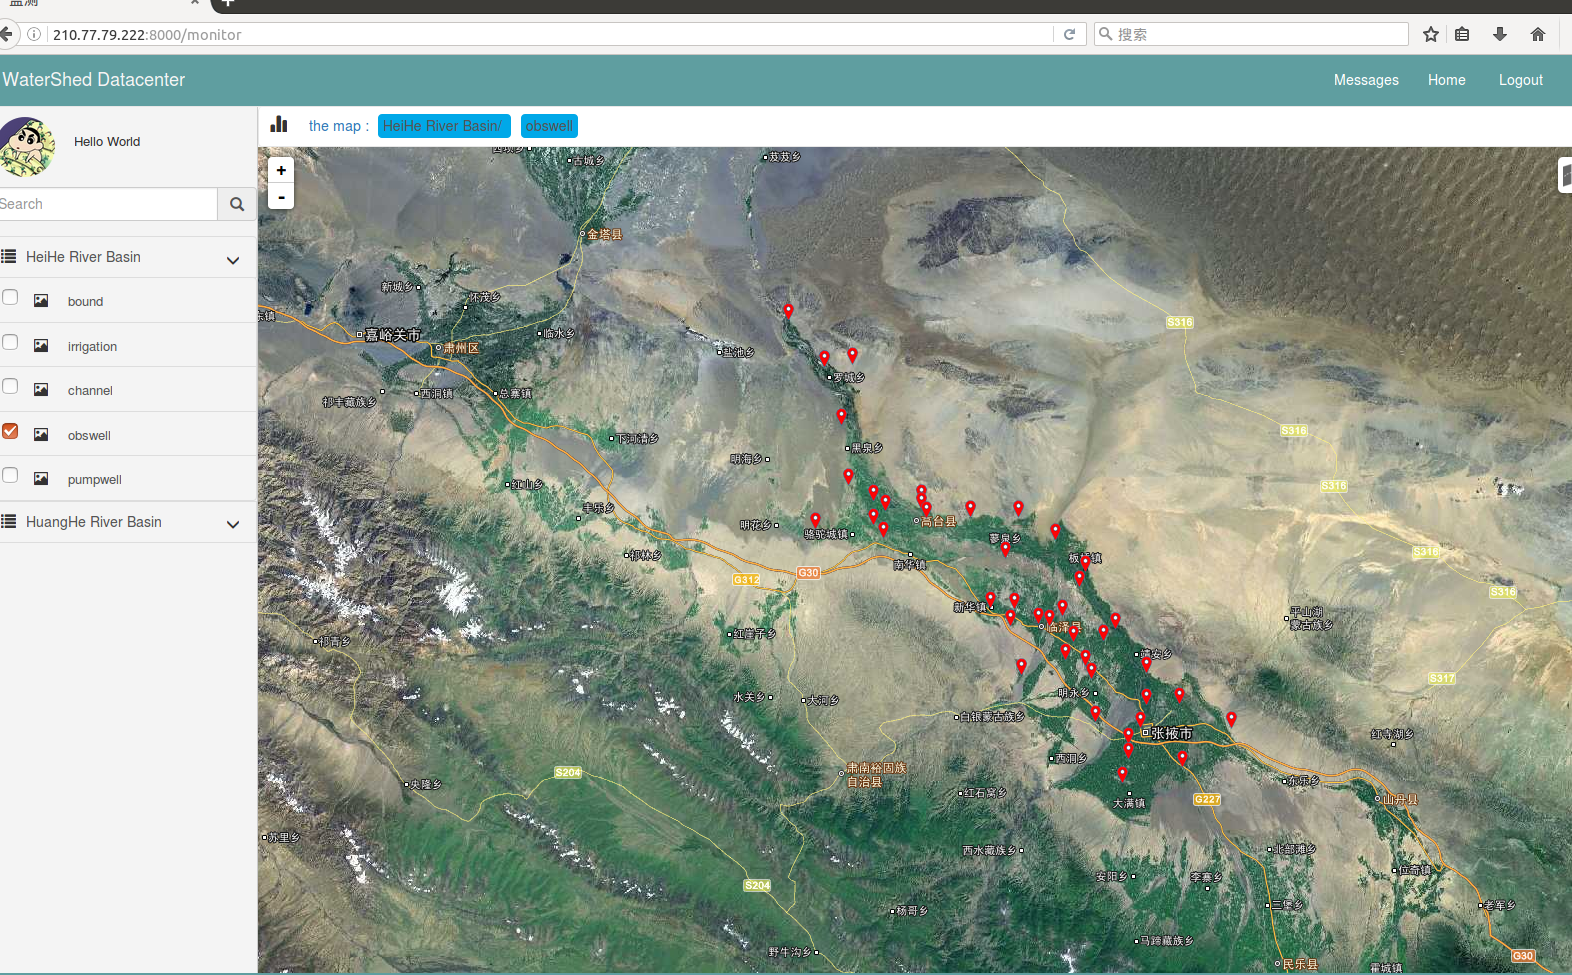 监测
210.77.79.222:8000/monitor
搜索
WaterShed Datacenter
Messages
Home
Logout
Hello World
the map :
HeiHe River Basin/
obswell
Search
HeiHe River Basin
bound
irrigation
channel
obswell
pumpwell
HuangHe River Basin
+
-
古城乡
芨芨乡
金塔县
新城乡
怀茂乡
嘉峪关市
肃州区
临水乡
盐池乡
罗城乡
S316
祁丰藏族乡
西洞镇
总寨镇
下河清乡
黑泉乡
明海乡
S316
红山乡
丰乐乡
S316
明花乡
骆驼城镇
高台县
蓼泉乡
祁林乡
南华镇
板桥镇
S316
G312
G30
S316
新华镇
临泽县
平山湖
蒙古族乡
祁青乡
红崖子乡
靖安乡
S317
水关乡
大河乡
明永乡
白银蒙古族乡
张掖市
红寺湖乡
西洞乡
肃南裕固族
自治县
S204
央隆乡
红石窝乡
东乐乡
大满镇
G227
山丹县
苏里乡
西水藏族乡
北部滩乡
安阳乡
李寨乡
位奇镇
S204
杨哥乡
三堡乡
老军乡
野牛沟乡
马蹄藏族乡
民乐县
霍城镇
G30